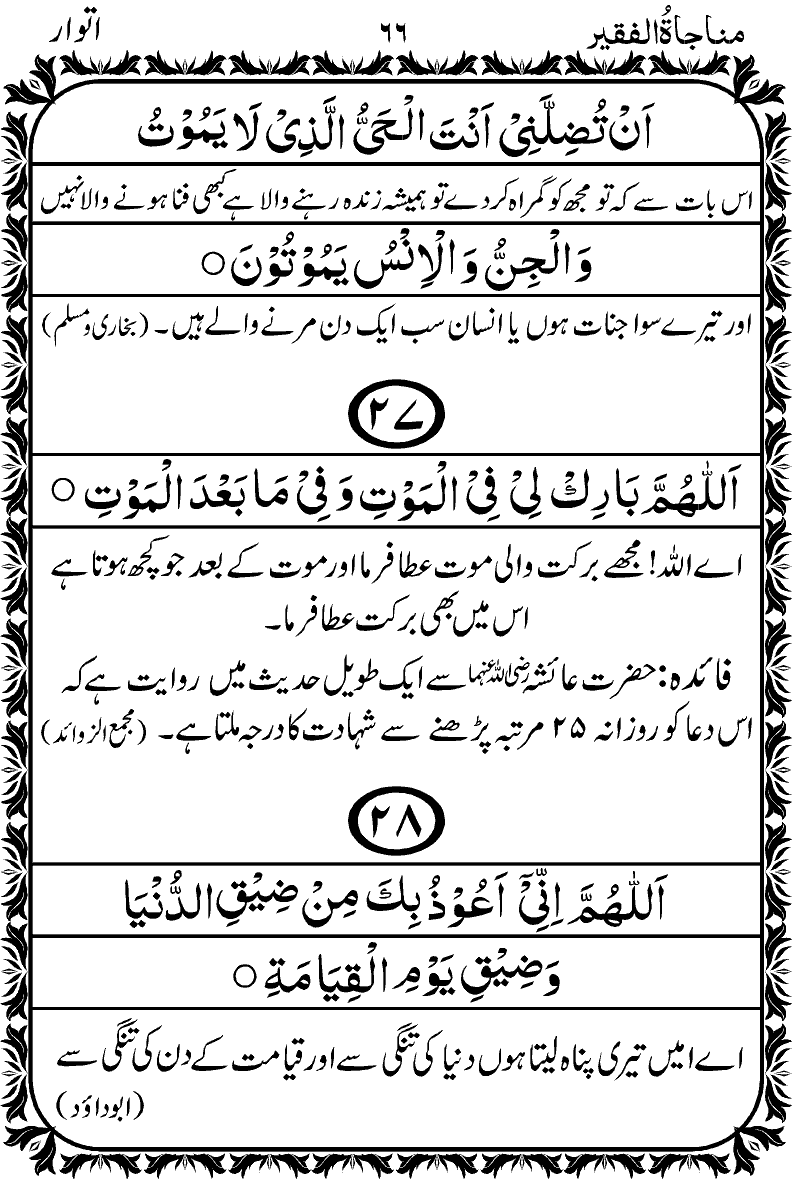 مناجاۃُ الفقیر ٦٦ اتوار
اَنْ تُضِلَّنِیْ اَنْتَ الْحَیُّ الَّذِیْ لَا یَمُوْتُ
اس بات سے کہ تو مجھ کو گمراہ کر دے تو ہمیشہ زندہ رہنے والا ہے کبھی فنا ہونے والا نہیں
وَالْجِنُّ وَالْاِنْسُ یَمُوْتُوْنَ ○
اور تیرے سوا جنات ہوں یا انسان سب ایک دن مرنے والے ہیں۔ (بخاری و مسلم)
۲۷
اَللّٰهُمَّ بَارِكْ لِیْ فِی الْمَوْتِ وَ فِیْ مَا بَعْدَ الْمَوْتِ ○
اے اللہ! مجھے برکت والی موت عطا فرما اور موت کے بعد جو کچھ ہوتا ہے
اس میں بھی برکت عطا فرما۔
فائدہ: حضرت عائشہ رضی اللہ عنہا سے ایک طویل حدیث میں روایت ہے کہ
اس دعا کو روزانہ ۲۵ مرتبہ پڑھنے سے شہادت کا درجہ ملتا ہے۔ (مجمع الزوائد)
۲۸
اَللّٰهُمَّ اِنِّیْٓ اَعُوْذُ بِكَ مِنْ ضِیْقِ الدُّنْیَا
وَضِیْقِ یَوْمِ الْقِیَامَةِ ○
اے امیں تیری پناہ لیتا ہوں دنیا کی تنگی سے اور قیامت کے دن کی تنگی سے
(ابوداؤد)